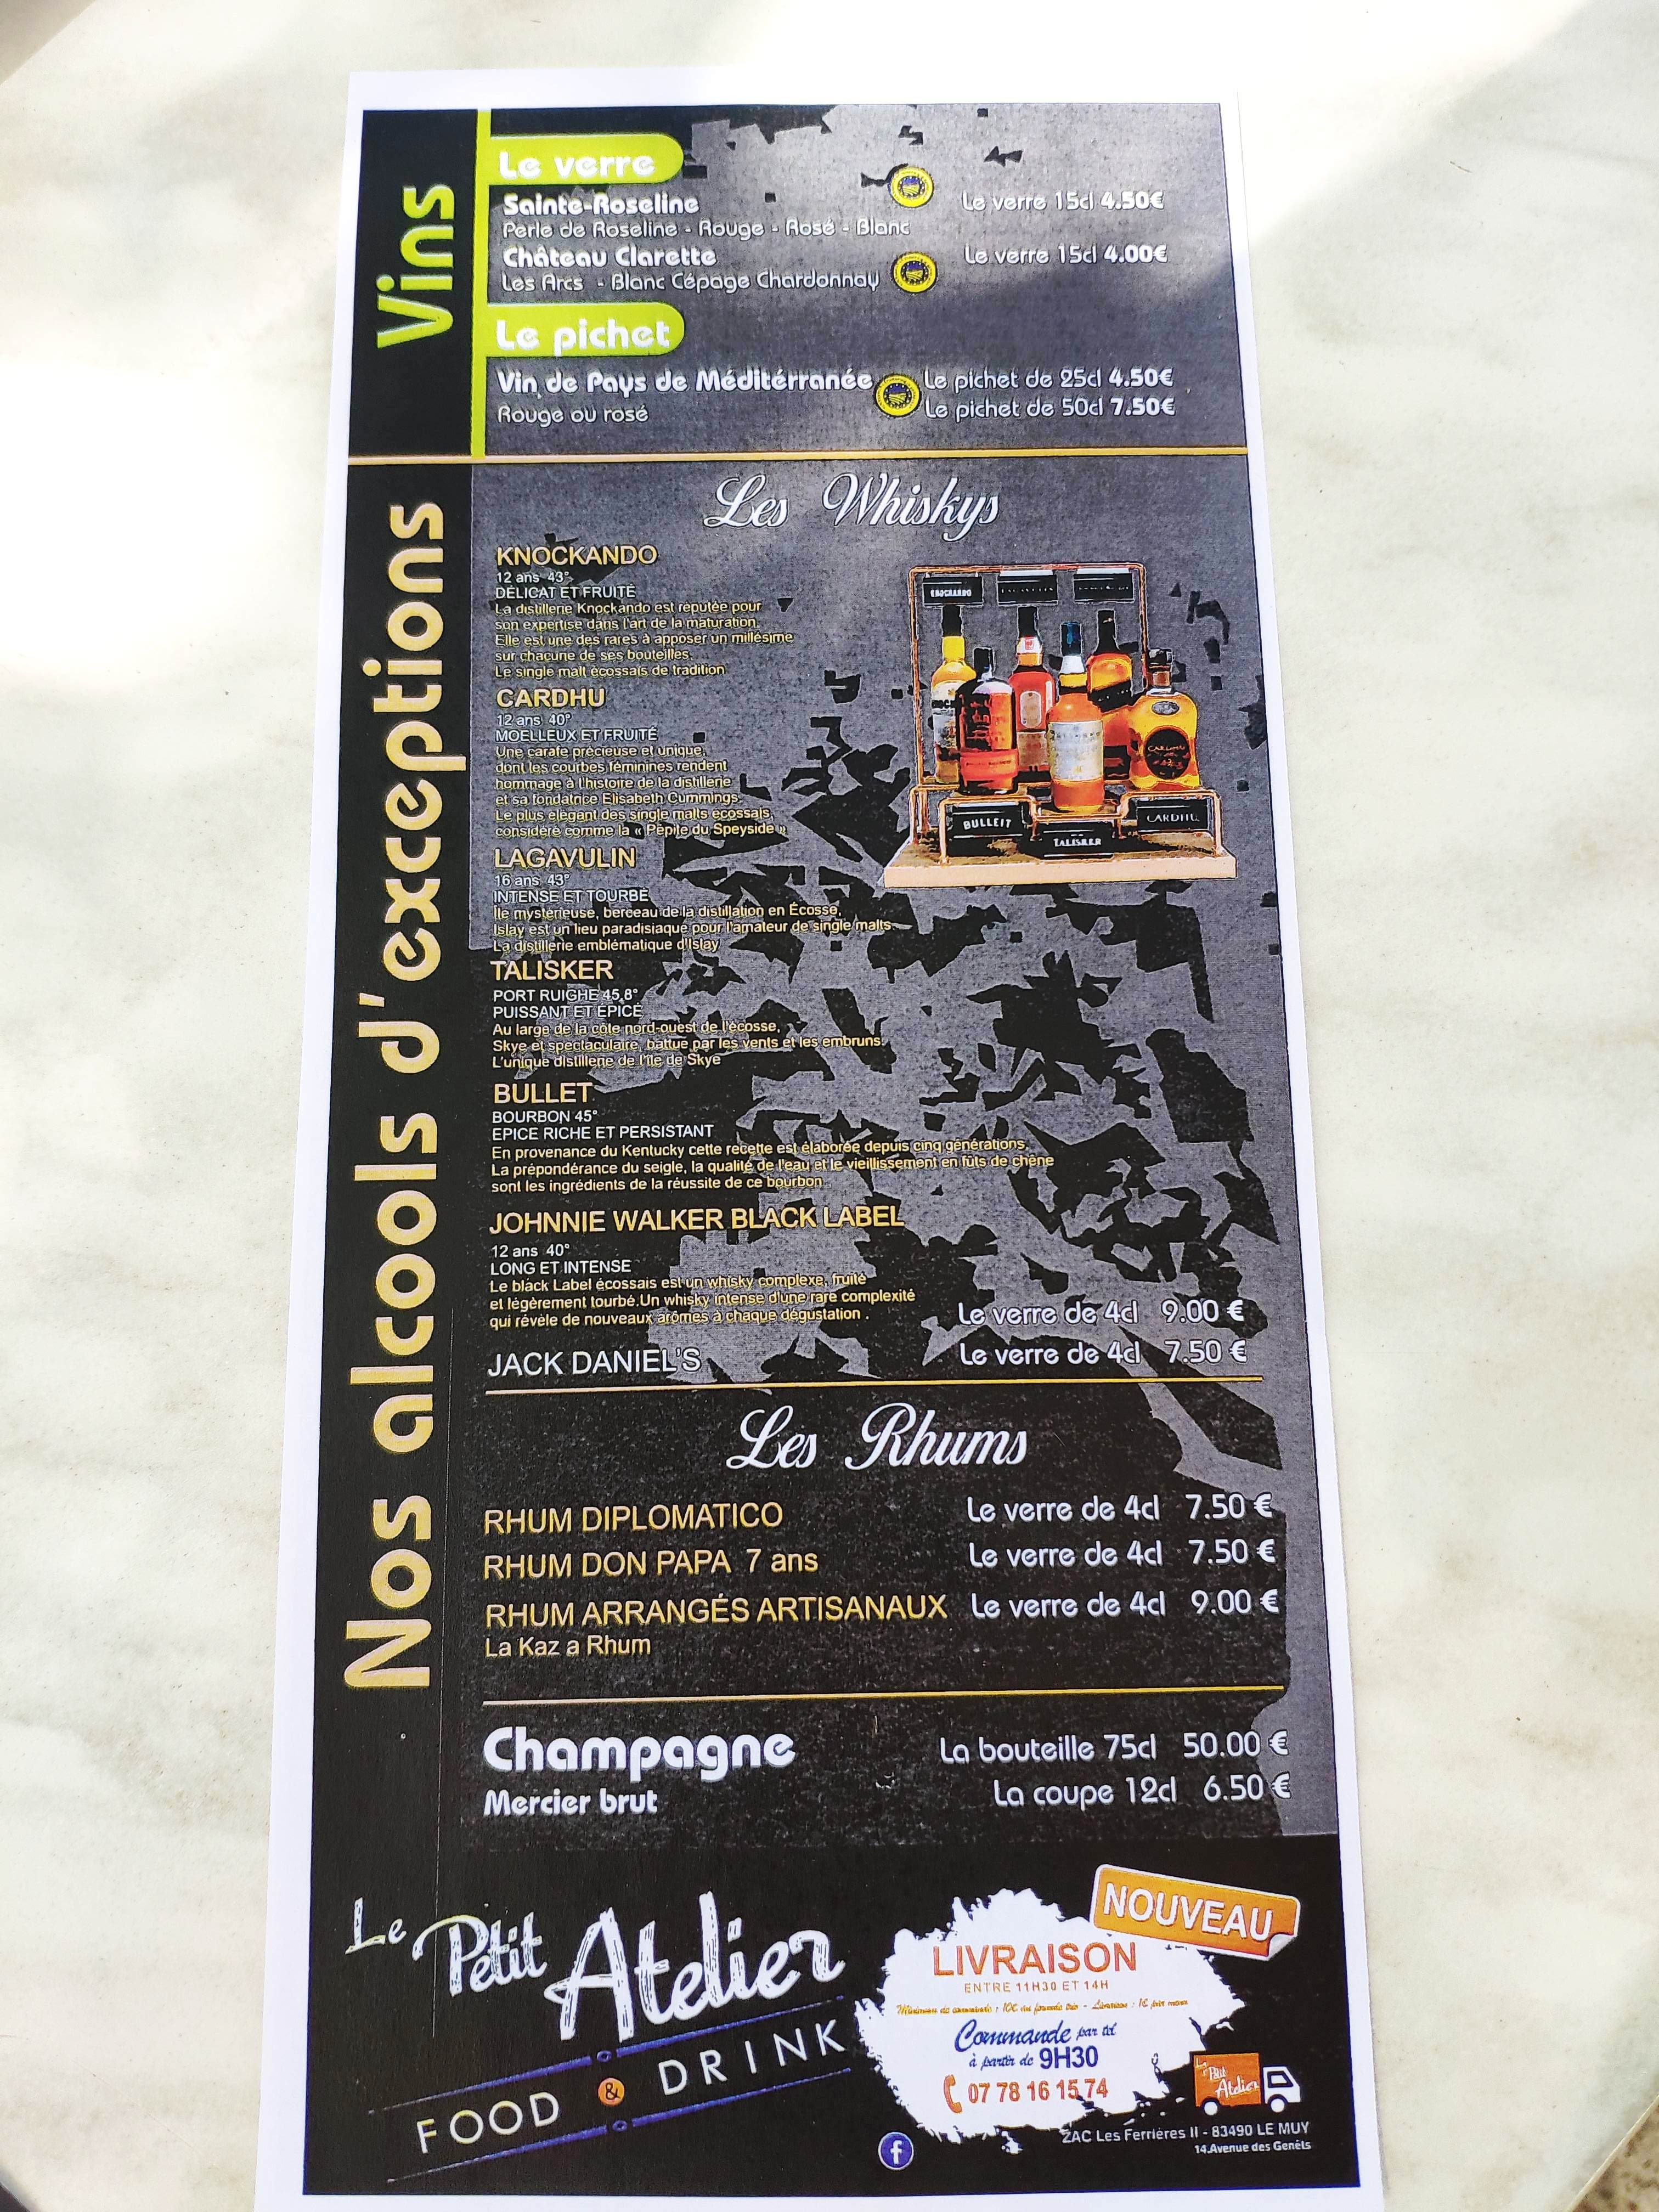 Vins
Le verre
Sainte-Roseline
Le verre 15cl 4.50€
Perle de Roseline - Rouge - Rosé - Blanc
Château Clarette
Le verre 15cl 4.00€
Les Arcs - Blanc Cépage Chardonnay
Le pichet
Vin de Pays de Méditérranée
Le pichet de 25cl 4.50€
Rouge ou rosé
Le pichet de 50cl 7.50€
Nos alcools d'exceptions
Les Whiskys
KNOCKANDO
12 ans 43°
DÉLICAT ET FRUITÉ
La distillerie Knockando est réputée pour
son expertise dans l'art de la maturation.
Elle est une des rares à apposer un millésime
sur chacune de ses bouteilles.
Le single malt écossais de tradition
CARDHU
12 ans 40°
MOELLEUX ET FRUITÉ
Une carafe précieuse et unique,
dont les courbes féminines rendent
hommage à l'histoire de la distillerie
et sa fondatrice Elisabeth Cummings.
Le plus élégant des single malts écossais,
considéré comme la « Pépite du Speyside »
LAGAVULIN
16 ans 43°
INTENSE ET TOURBÉ
Île mystérieuse, berceau de la distillation en Écosse,
Islay est un lieu paradisiaque pour l'amateur de single malts.
La distillerie emblématique d'Islay
TALISKER
PORT RUIGHE 45,8°
PUISSANT ET ÉPICÉ
Au large de la côte nord-ouest de l'écosse,
Skye et spectaculaire, battue par les vents et les embruns.
L'unique distillerie de l'île de Skye
BULLET
BOURBON 45°
EPICE RICHE ET PERSISTANT
En provenance du Kentucky cette recette est élaborée depuis cinq générations.
La prépondérance du seigle, la qualité de l'eau et le vieillissement en fûts de chêne
sont les ingrédients de la réussite de ce bourbon
JOHNNIE WALKER BLACK LABEL
12 ans 40°
LONG ET INTENSE
Le black Label écossais est un whisky complexe, fruité
et légèrement tourbé.Un whisky intense d'une rare complexité
qui révèle de nouveaux arômes à chaque dégustation .
Le verre de 4cl 9.00 €
JACK DANIEL'S
Le verre de 4cl 7.50 €
KNOCKANDO
BULLEIT
TALISKER
CARDHU
CARDHU
Les Rhums
RHUM DIPLOMATICO
Le verre de 4cl 7.50 €
RHUM DON PAPA 7 ans
Le verre de 4cl 7.50 €
RHUM ARRANGÉS ARTISANAUX
Le verre de 4cl 9.00 €
La Kaz a Rhum
Champagne
La bouteille 75cl 50.00 €
Mercier brut
La coupe 12cl 6.50 €
Le Petit Atelier
FOOD & DRINK
NOUVEAU
LIVRAISON
ENTRE 11H30 ET 14H
Minimum de commande : 10€ ou formule trio - Livraison : 1€ par menu
Commande par tél
à partir de 9H30
07 78 16 15 74
Le Petit Atelier
f
ZAC Les Ferrières II - 83490 LE MUY
14.Avenue des Genêts